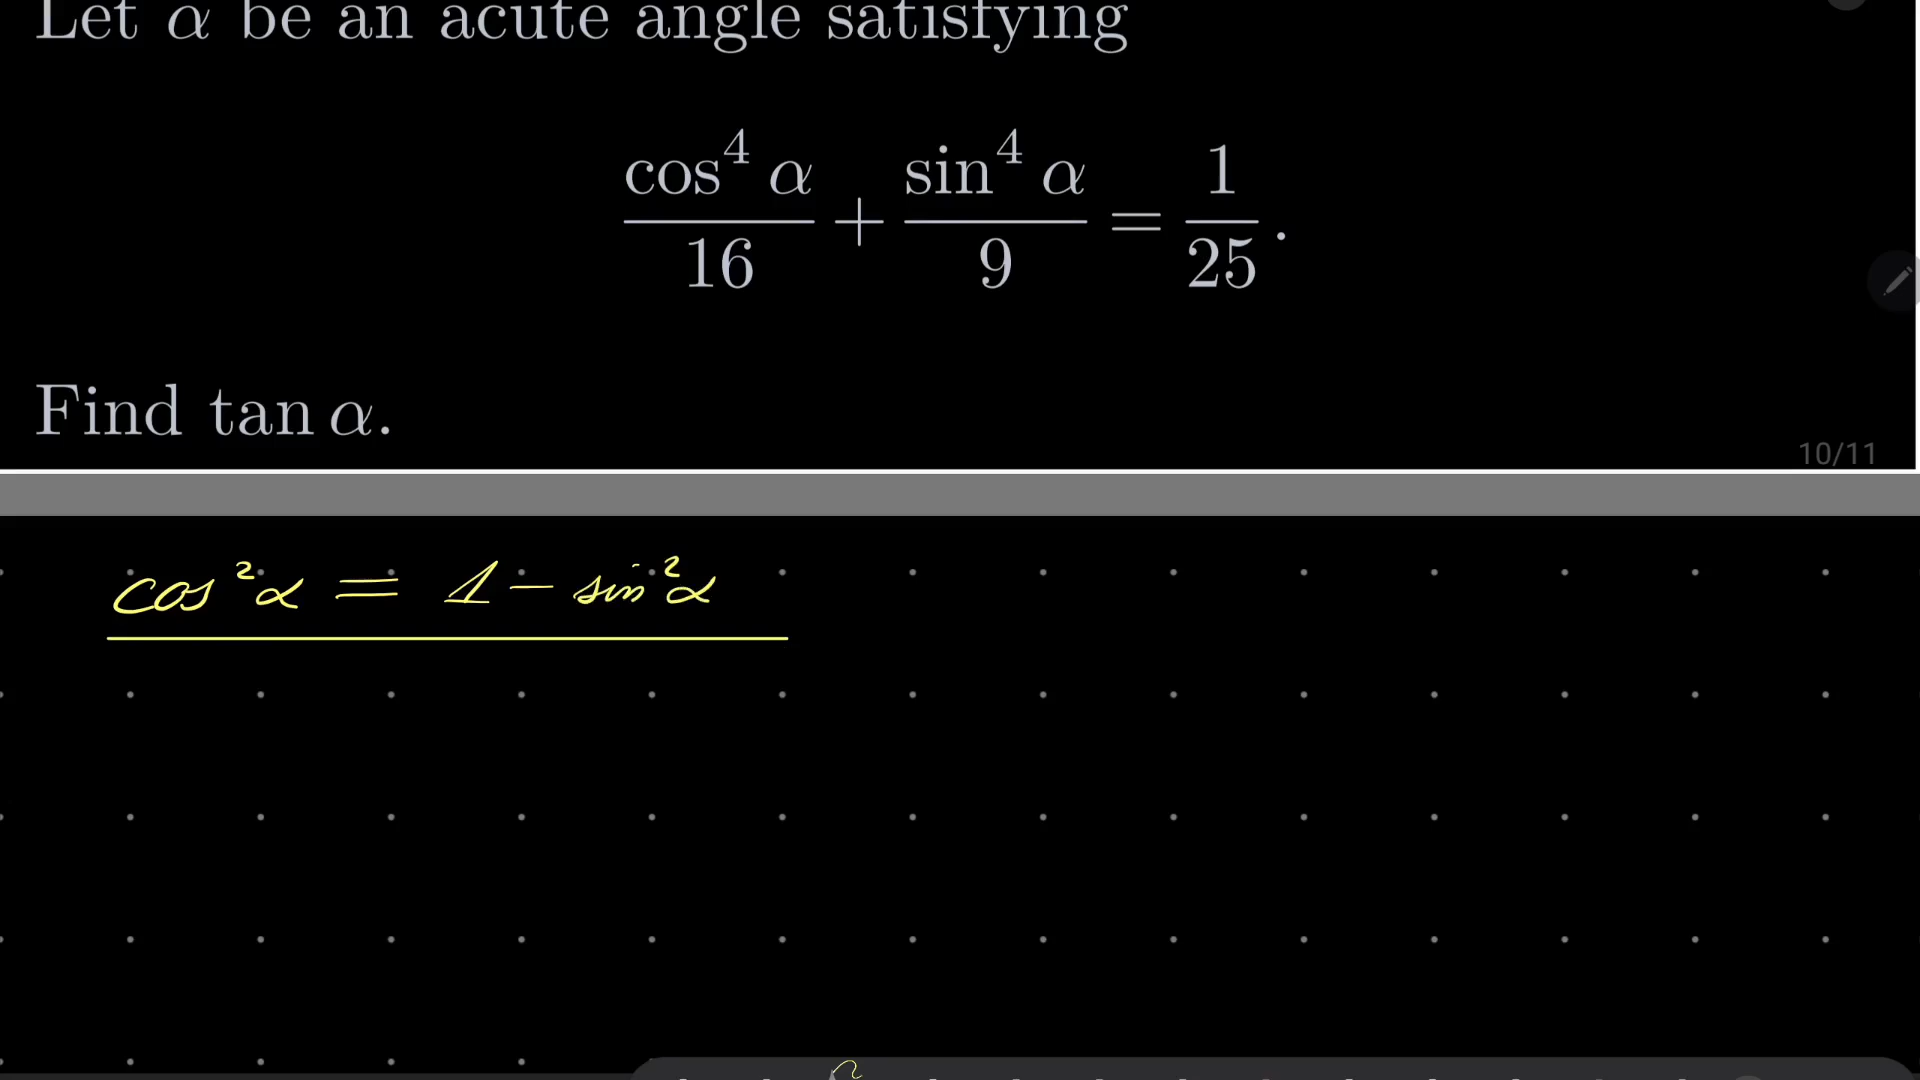 Let α be an acute angle satisfying
cos⁴ α / 16 + sin⁴ α / 9 = 1 / 25 .
Find tan α.
10/11
cos²α = 1 − sin²α